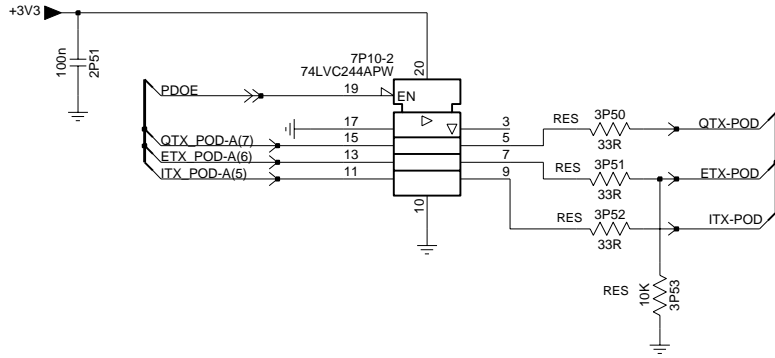 +3V3
100n
2P51
7P10-2
74LVC244APW
20
PDOE
19
EN
17
3
RES
3P50
33R
QTX-POD
QTX_POD-A(7)
15
5
ETX_POD-A(6)
13
7
RES
3P51
33R
ETX-POD
ITX_POD-A(5)
11
9
RES
3P52
33R
ITX-POD
10
RES
10K
3P53